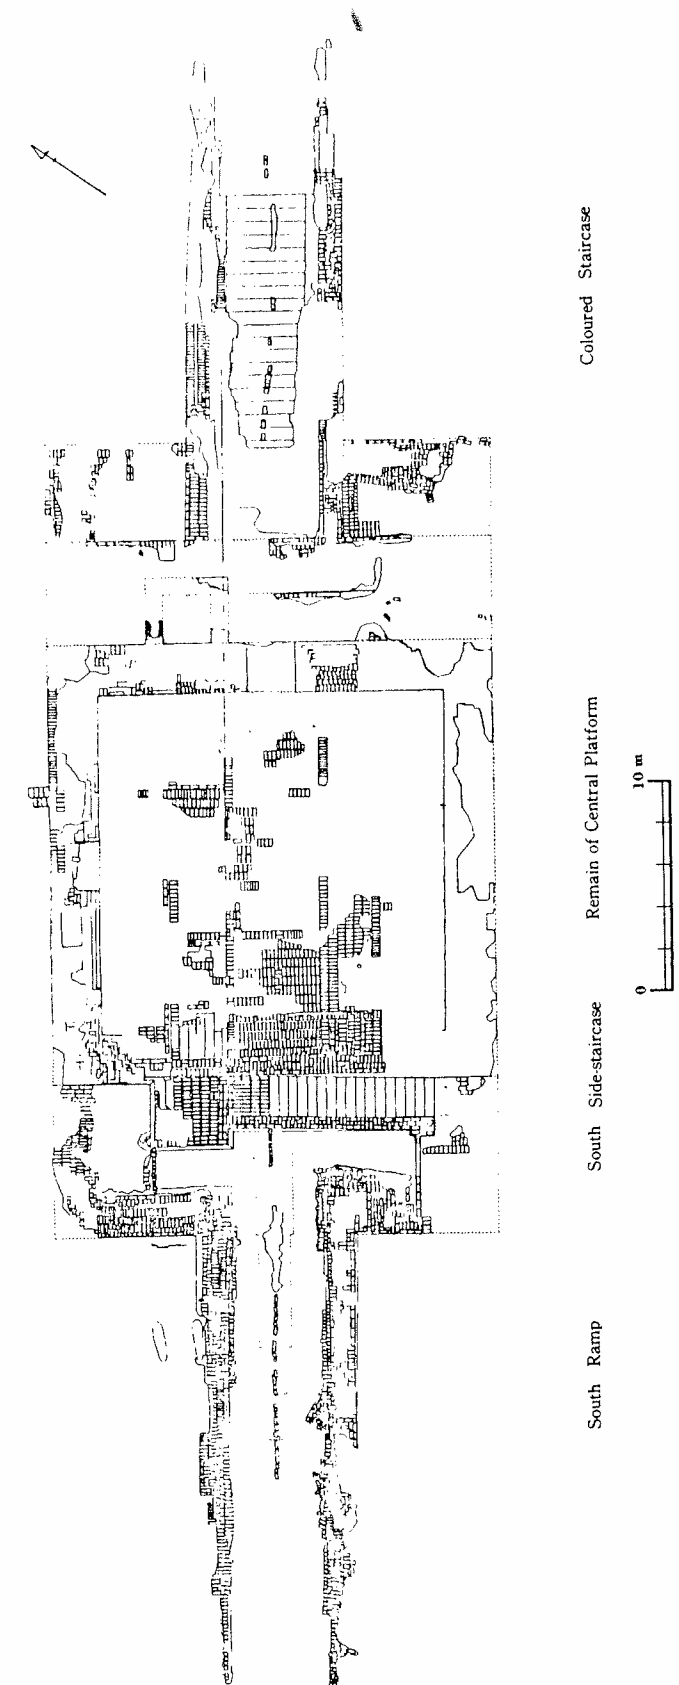 Coloured Staircase
Remain of Central Platform
10 m
0
South Side-staircase
South Ramp